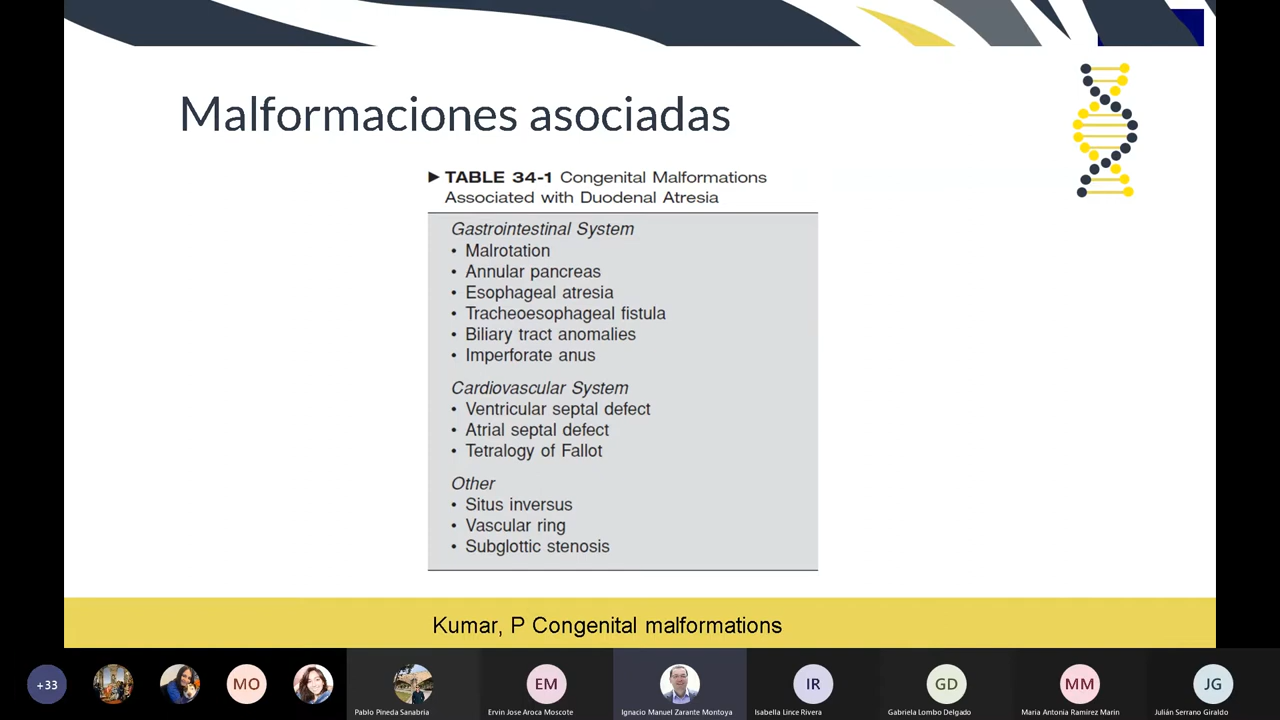 Malformaciones asociadas
► TABLE 34-1 Congenital Malformations
Associated with Duodenal Atresia
Gastrointestinal System
• Malrotation
• Annular pancreas
• Esophageal atresia
• Tracheoesophageal fistula
• Biliary tract anomalies
• Imperforate anus
Cardiovascular System
• Ventricular septal defect
• Atrial septal defect
• Tetralogy of Fallot
Other
• Situs inversus
• Vascular ring
• Subglottic stenosis
Kumar, P Congenital malformations
+33
MO
EM
IR
GD
MM
JG
Pablo Pineda Sanabria
Ervin Jose Aroca Moscote
Ignacio Manuel Zarante Montoya
Isabella Lince Rivera
Gabriela Lombo Delgado
Maria Antonia Ramirez Marin
Julián Serrano Giraldo